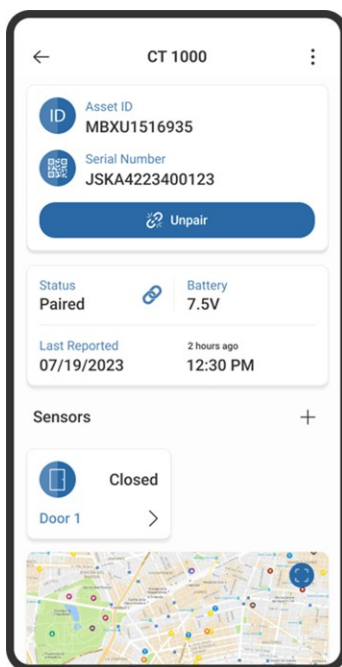 CT 1000
ID
Asset ID
MBXU1516935
Serial Number
JSKA4223400123
Unpair
Status
Paired
Battery
7.5V
Last Reported
07/19/2023
2 hours ago
12:30 PM
Sensors
Closed
Door 1